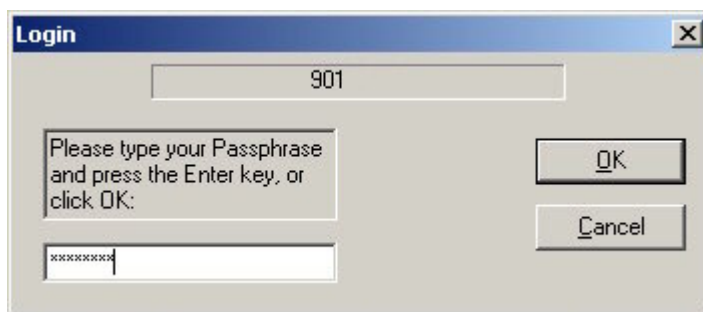 Login
901
Please type your Passphrase
and press the Enter key, or
click OK:
OK
Cancel
********